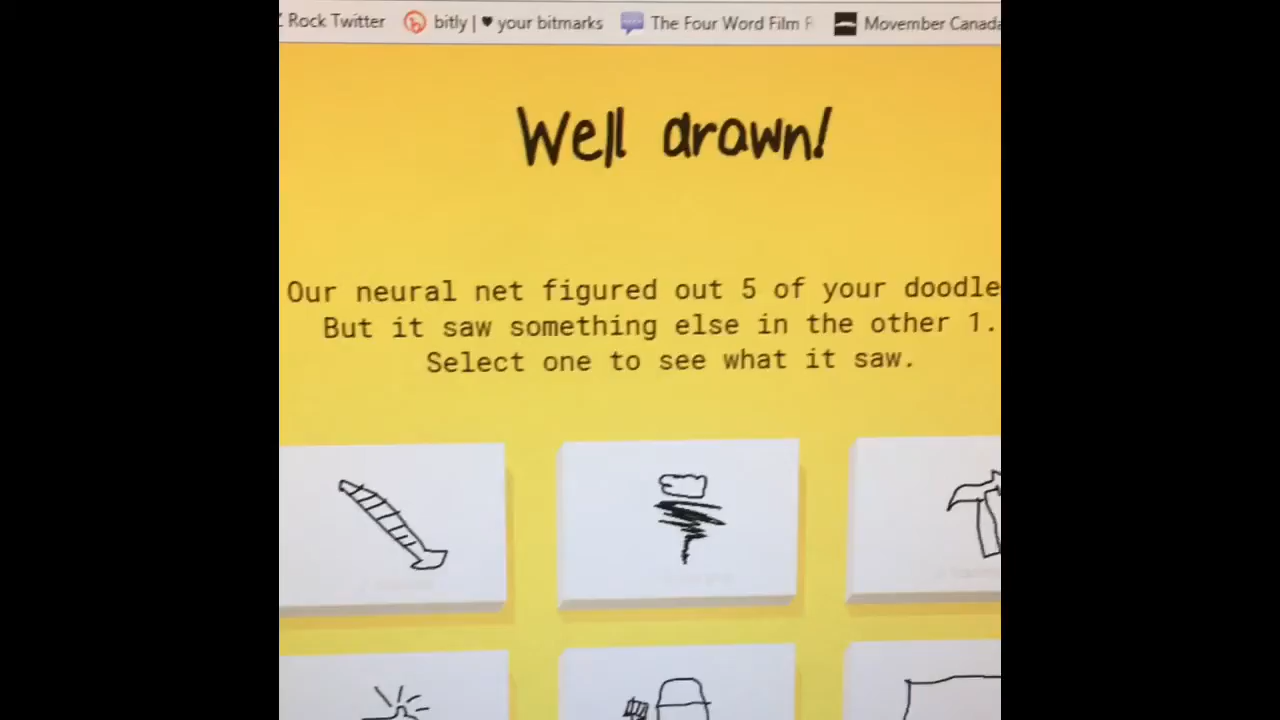 Rock Twitter bitly | ♥ your bitmarks The Four Word Film Movember Canada
Well drawn!
Our neural net figured out 5 of your doodle
But it saw something else in the other 1.
Select one to see what it saw.